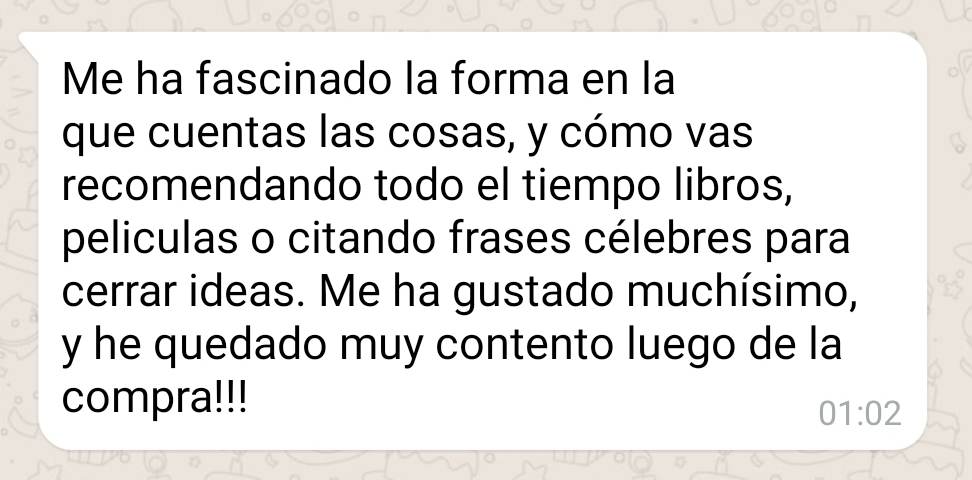 Me ha fascinado la forma en la
que cuentas las cosas, y cómo vas
recomendando todo el tiempo libros,
peliculas o citando frases célebres para
cerrar ideas. Me ha gustado muchísimo,
y he quedado muy contento luego de la
compra!!!
01:02